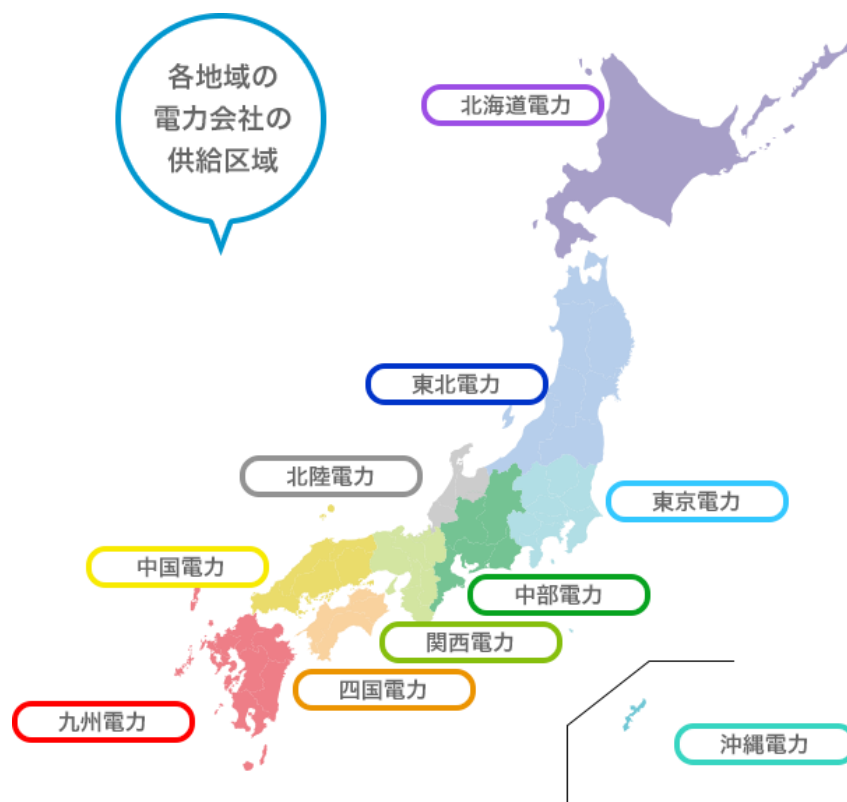 各地域の
電力会社の
供給区域
北海道電力
東北電力
北陸電力
東京電力
中国電力
中部電力
関西電力
四国電力
九州電力
沖縄電力